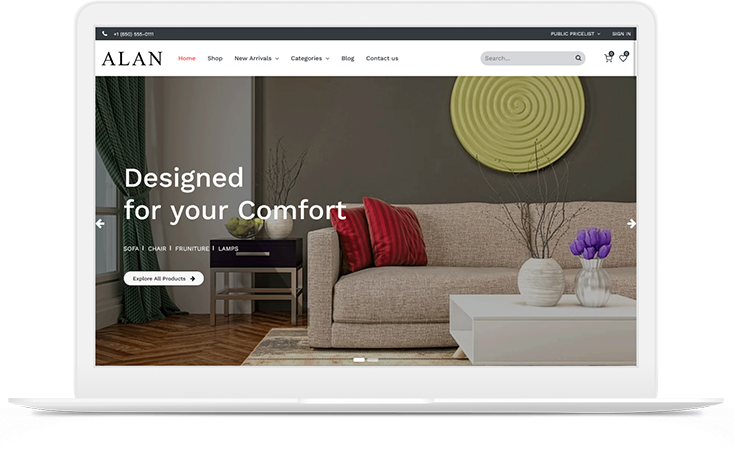 +1 (650) 555-0111
PUBLIC PRICELIST
SIGN IN
ALAN
Home
Shop
New Arrivals
Categories
Blog
Contact us
Search...
0
0
Designed
for your Comfort
SOFA | CHAIR | FRUNITURE | LAMPS
Explore All Products